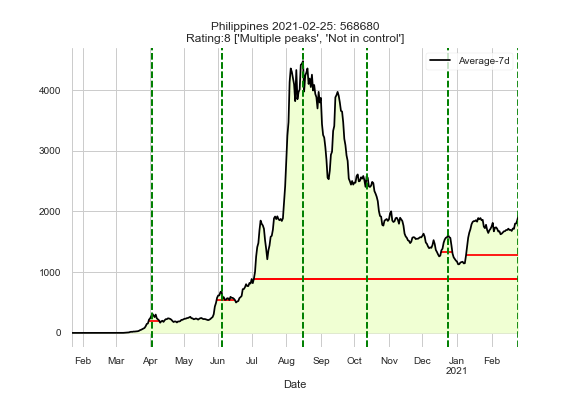 Philippines 2021-02-25: 568680
Rating:8 ['Multiple peaks', 'Not in control']
Average-7d
4000
3000
2000
1000
0
Feb Mar Apr May Jun Jul Aug Sep Oct Nov Dec Jan Feb
2021
Date